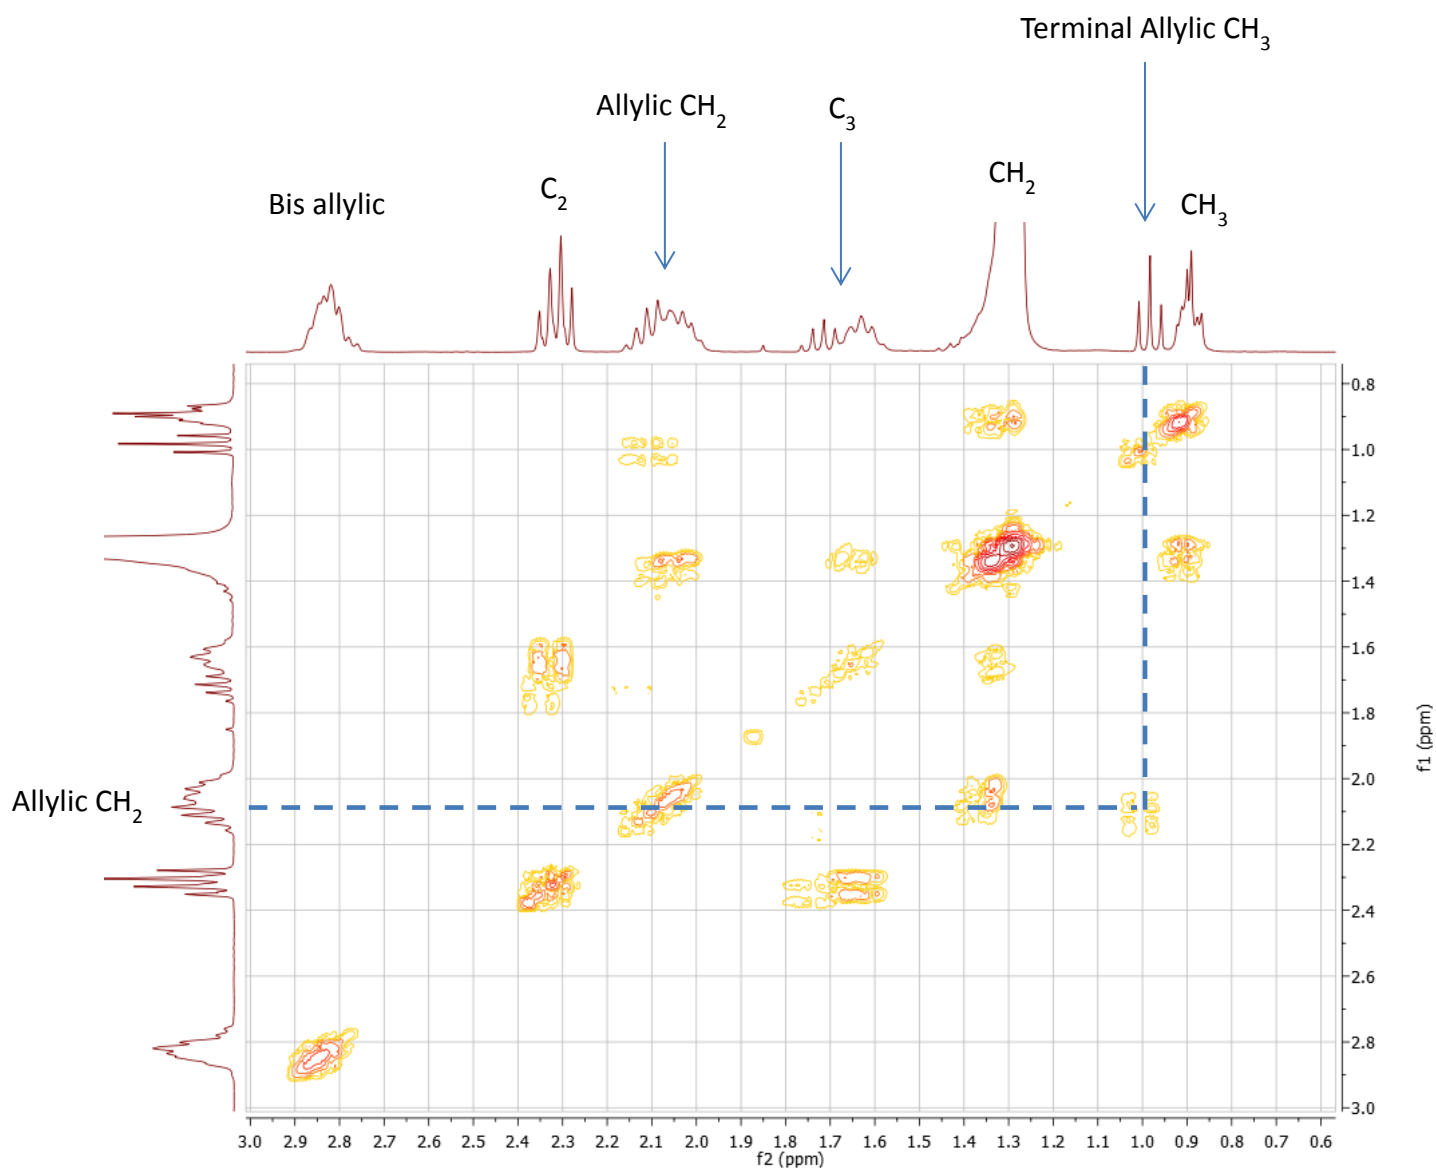 Terminal Allylic CH₃
Allylic CH₂
C₃
Bis allylic
C₂
CH₂
CH₃
0.8
1.0
1.2
1.4
1.6
1.8
2.0
2.2
2.4
2.6
2.8
3.0
f1 (ppm)
Allylic CH₂
3.0 2.9 2.8 2.7 2.6 2.5 2.4 2.3 2.2 2.1 2.0 1.9 1.8 1.7 1.6 1.5 1.4 1.3 1.2 1.1 1.0 0.9 0.8 0.7 0.6
f2 (ppm)